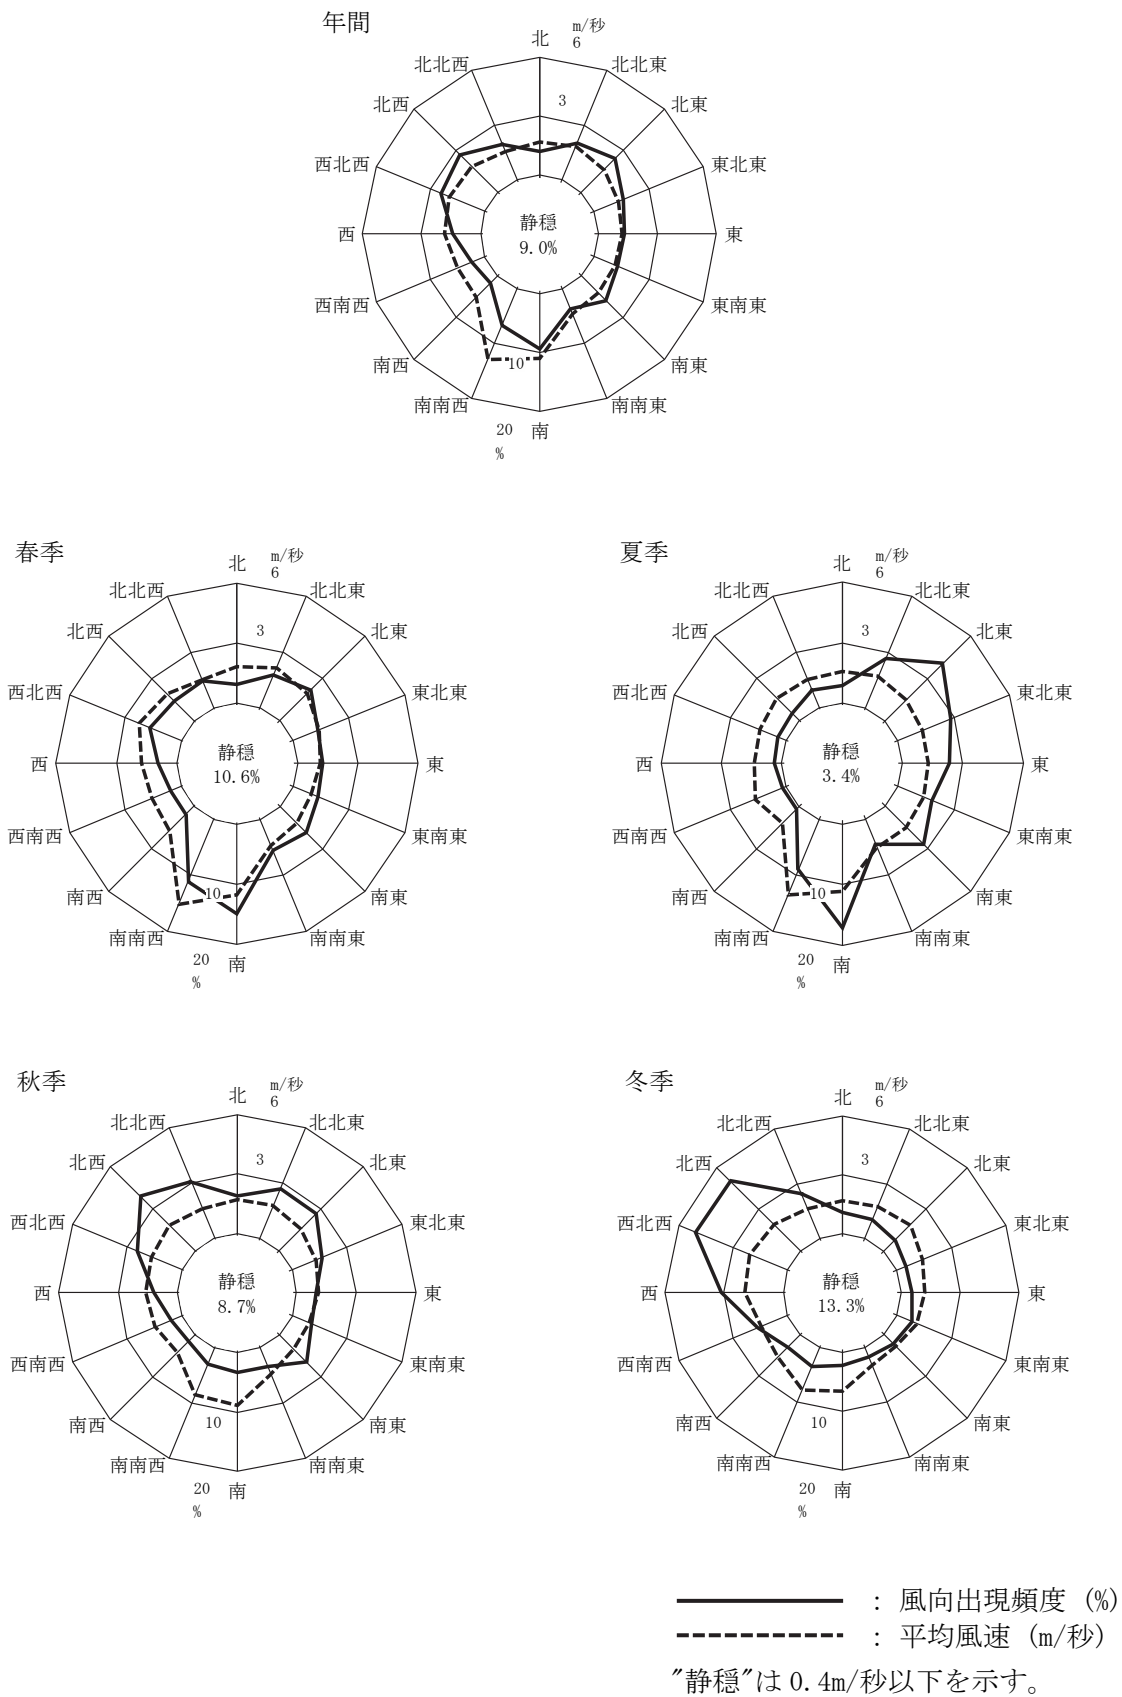 年間
m/秒
6
北
北北東
北北西
3
北東
北西
東北東
西北西
静穏
9.0%
東
西
東南東
西南西
南東
南西
10
南南東
南南西
20
%
南
春季
m/秒
6
北
北北東
北北西
3
北東
北西
東北東
西北西
静穏
10.6%
東
西
東南東
西南西
南東
南西
10
南南東
南南西
20
%
南
夏季
m/秒
6
北
北北東
北北西
3
北東
北西
東北東
西北西
静穏
3.4%
東
西
東南東
西南西
南東
南西
10
南南東
南南西
20
%
南
秋季
m/秒
6
北
北北東
北北西
3
北東
北西
東北東
西北西
静穏
8.7%
東
西
東南東
西南西
南東
南西
10
南南東
南南西
20
%
南
冬季
m/秒
6
北
北北東
北北西
3
北東
北西
東北東
西北西
静穏
13.3%
東
西
東南東
西南西
南東
南西
10
南南東
南南西
20
%
南
：風向出現頻度 (%)
：平均風速 (m/秒)
"静穏"は 0.4m/秒以下を示す。